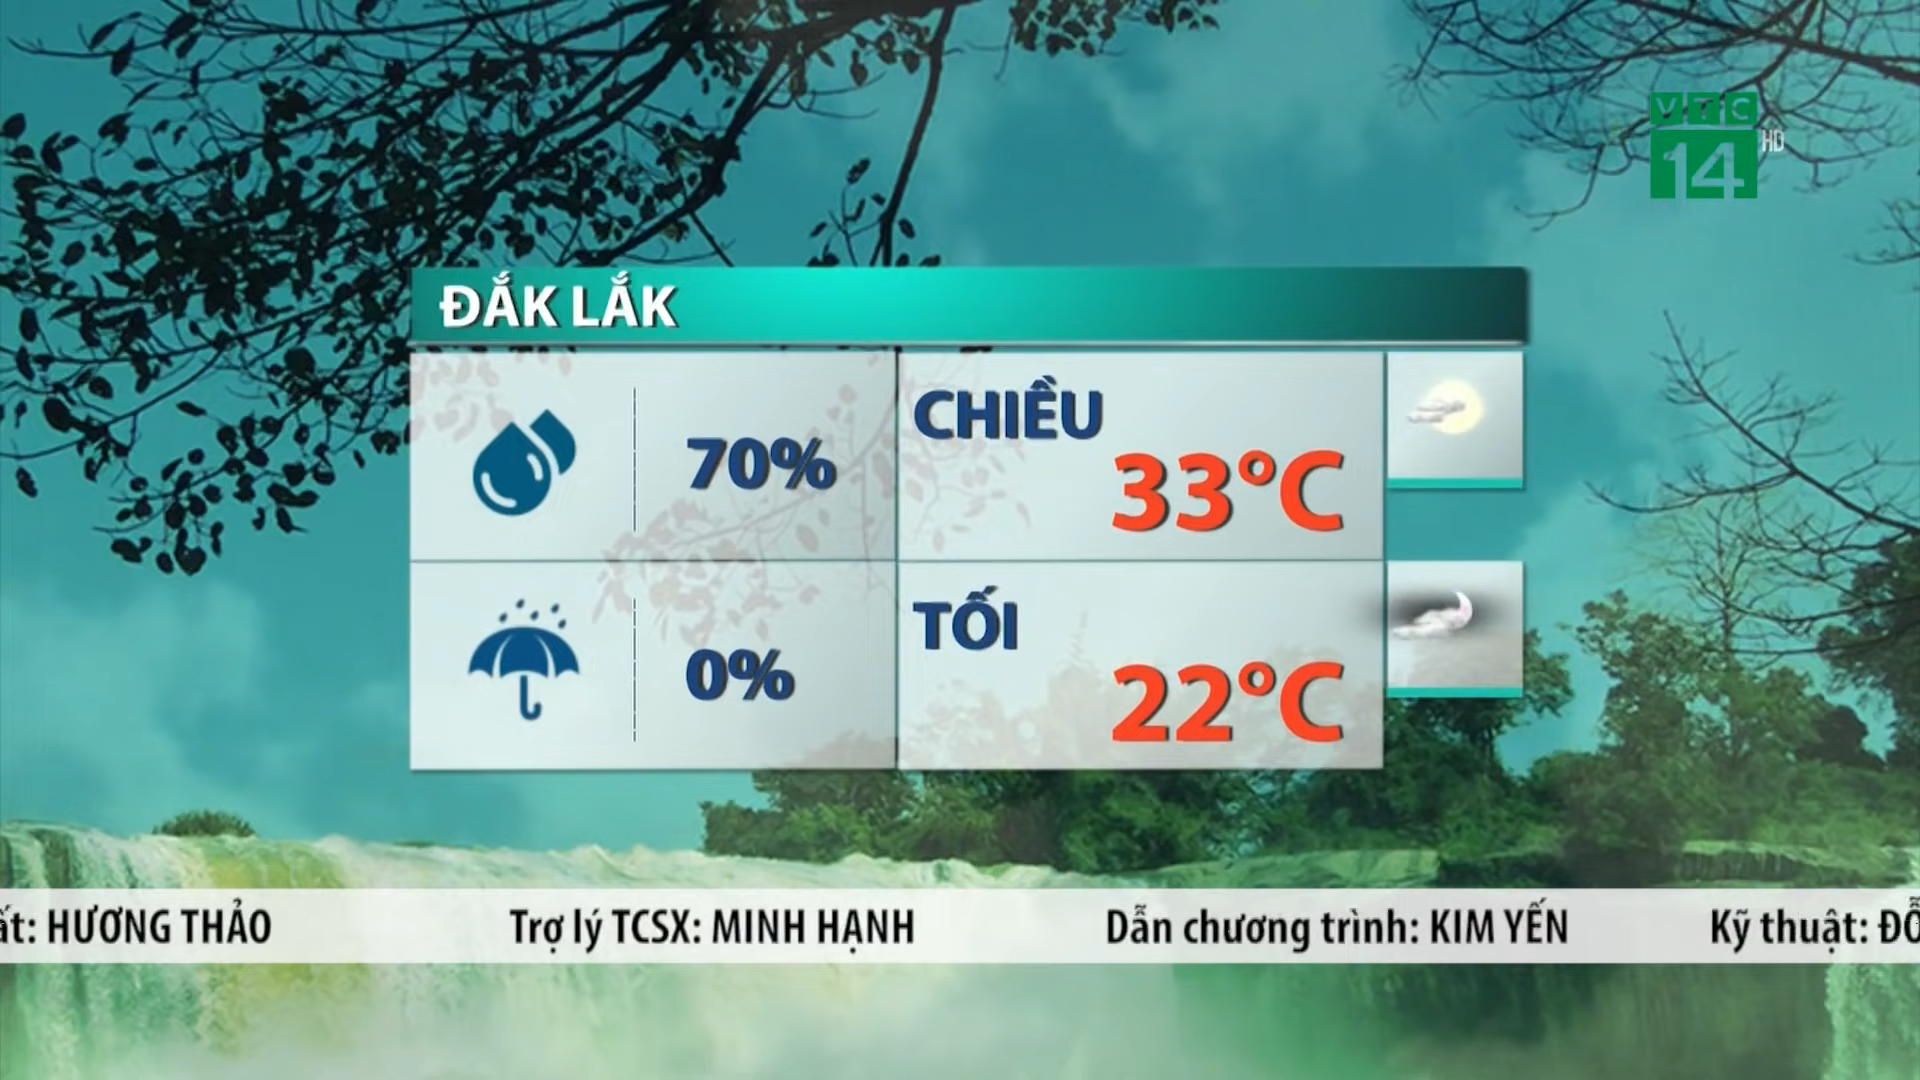 VTC
14 HD
ĐẮK LẮK
70%
CHIỀU
33°C
0%
TỐI
22°C
ất: HƯƠNG THẢO
Trợ lý TCSX: MINH HẠNH
Dẫn chương trình: KIM YẾN
Kỹ thuật: ĐỖ